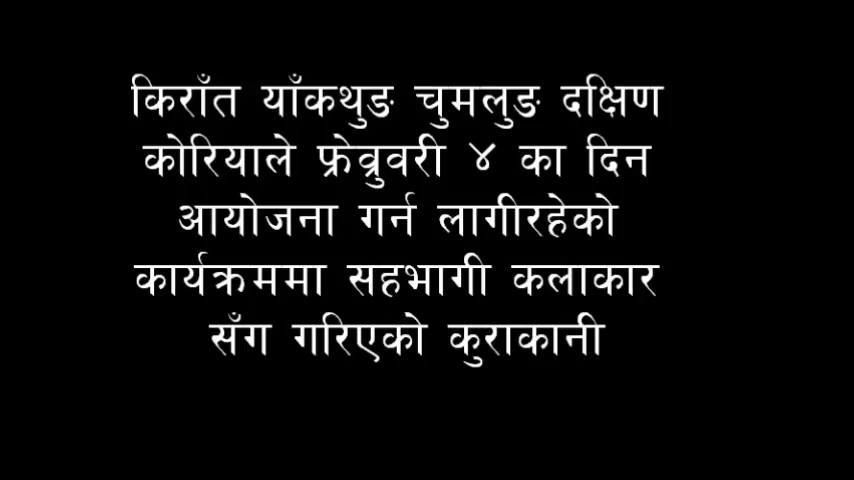 किराँत याँकथुङ चुमलुङ दक्षिण
कोरियाले फ्रेव्रुवरी ४ का दिन
आयोजना गर्न लागीरहेको
कार्यक्रममा सहभागी कलाकार
सँग गरिएको कुराकानी